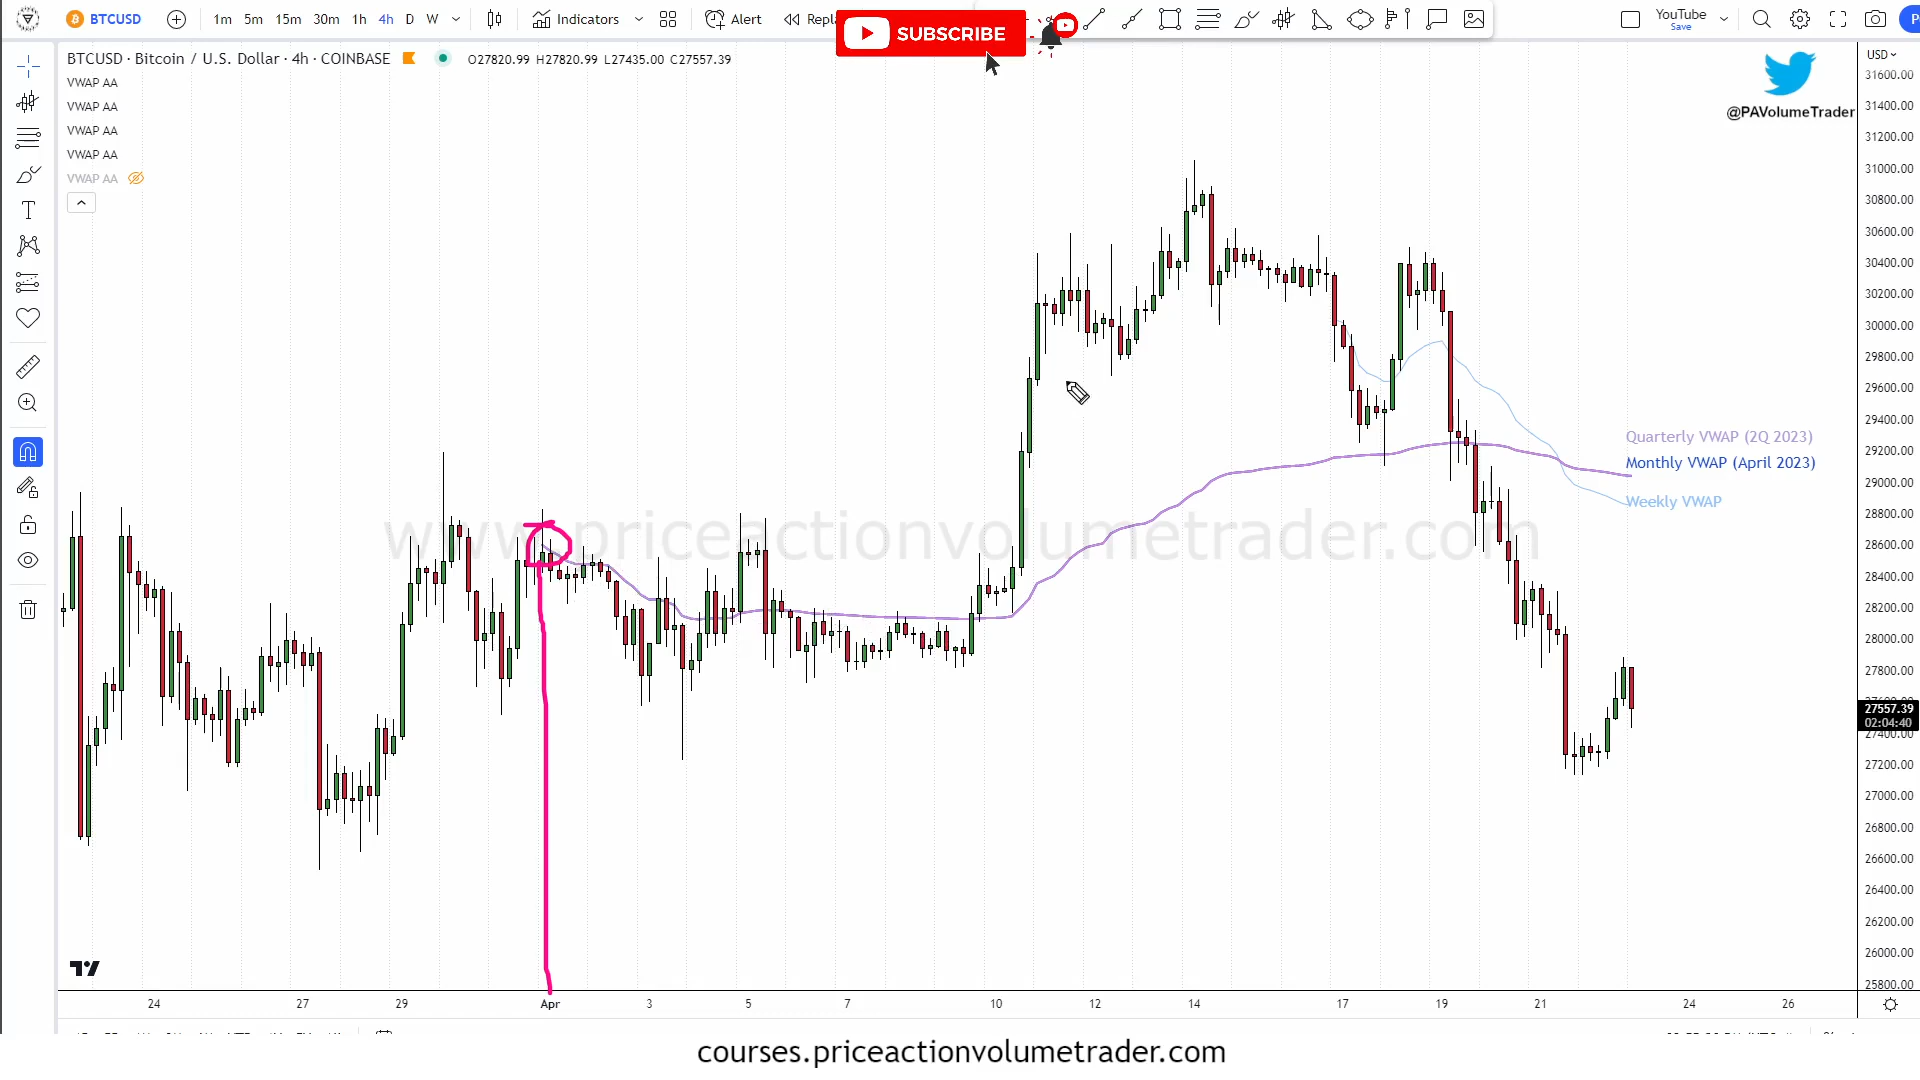 BTCUSD 1m 5m 15m 30m 1h 4h D W Indicators Alert SUBSCRIBE YouTube
Save
BTCUSD · Bitcoin / U.S. Dollar · 4h · COINBASE O27820.99 H27820.99 L27435.00 C27557.39
VWAP AA
VWAP AA
VWAP AA
VWAP AA
VWAP AA
T
@PAVolumeTrader
USD
31600.00
31400.00
31200.00
31000.00
30800.00
30600.00
30400.00
30200.00
30000.00
29800.00
29600.00
29400.00
29200.00
29000.00
28800.00
28600.00
28400.00
28200.00
28000.00
27800.00
27557.39
02:04:40
27400.00
27200.00
27000.00
26800.00
26600.00
26400.00
26200.00
26000.00
25800.00
Quarterly VWAP (2Q 2023)
Monthly VWAP (April 2023)
Weekly VWAP
www.priceactionvolumetrader.com
24 27 29 Apr 3 5 7 10 12 14 17 19 21 24 26
courses.priceactionvolumetrader.com